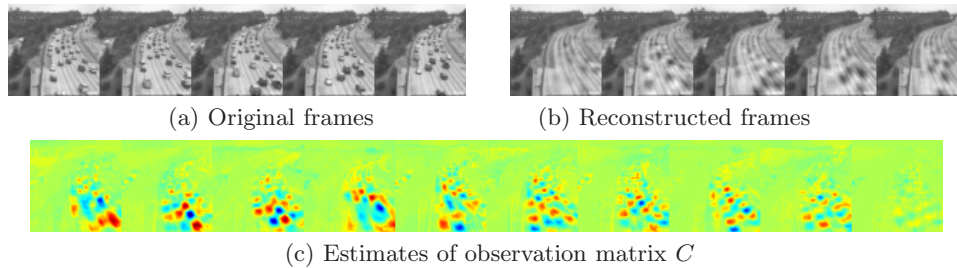 (a) Original frames
(b) Reconstructed frames
(c) Estimates of observation matrix C